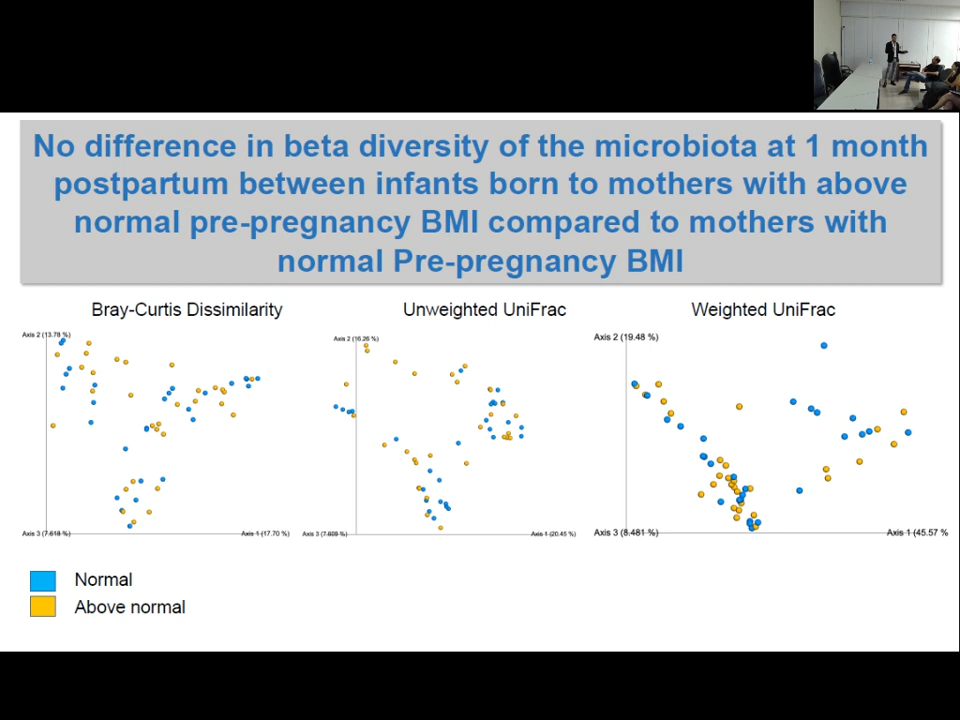 No difference in beta diversity of the microbiota at 1 month
postpartum between infants born to mothers with above
normal pre-pregnancy BMI compared to mothers with
normal Pre-pregnancy BMI
Bray-Curtis Dissimilarity
Unweighted UniFrac
Weighted UniFrac
Axis 2 (13.78 %)
Axis 2 (16.26 %)
Axis 2 (19.48 %)
Axis 3 (7.618 %)
Axis 1 (17.70 %)
Axis 3 (7.609 %)
Axis 1 (20.45 %)
Axis 3 (8.481 %)
Axis 1 (45.57 %
Normal
Above normal